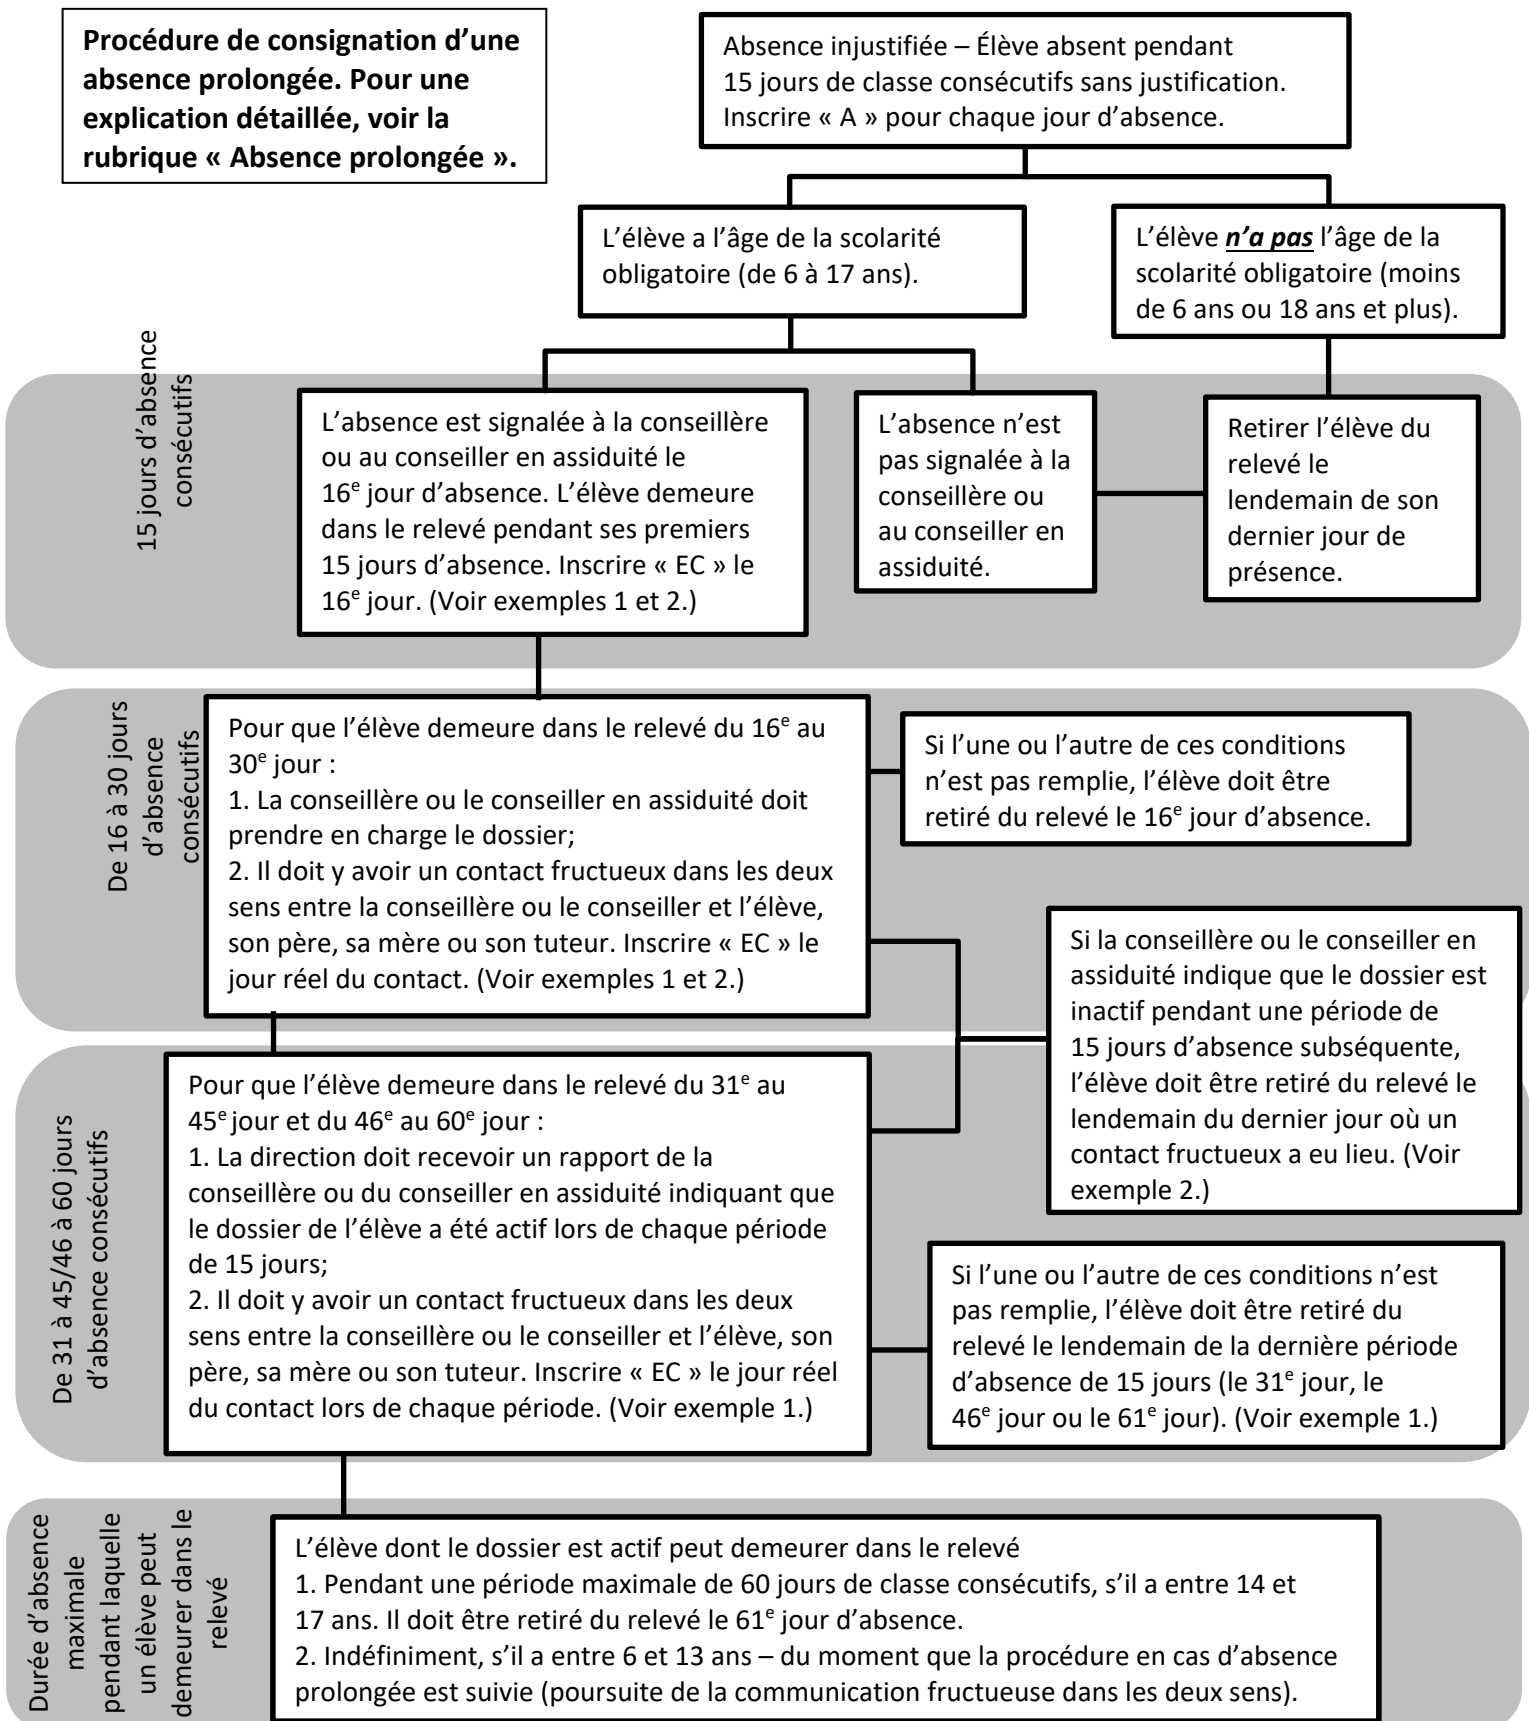 Procédure de consignation d’une
absence prolongée. Pour une
explication détaillée, voir la
rubrique « Absence prolongée ».
Absence injustifiée – Élève absent pendant
15 jours de classe consécutifs sans justification.
Inscrire « A » pour chaque jour d’absence.
L’élève a l’âge de la scolarité
obligatoire (de 6 à 17 ans).
L’élève n’a pas l’âge de la
scolarité obligatoire (moins
de 6 ans ou 18 ans et plus).
15 jours d’absence
consécutifs
L’absence est signalée à la conseillère
ou au conseiller en assiduité le
16e jour d’absence. L’élève demeure
dans le relevé pendant ses premiers
15 jours d’absence. Inscrire « EC » le
16e jour. (Voir exemples 1 et 2.)
L’absence n’est
pas signalée à la
conseillère ou
au conseiller en
assiduité.
Retirer l’élève du
relevé le
lendemain de son
dernier jour de
présence.
De 16 à 30 jours
d’absence
consécutifs
Pour que l’élève demeure dans le relevé du 16e au
30e jour :
1. La conseillère ou le conseiller en assiduité doit
prendre en charge le dossier;
2. Il doit y avoir un contact fructueux dans les deux
sens entre la conseillère ou le conseiller et l’élève,
son père, sa mère ou son tuteur. Inscrire « EC » le
jour réel du contact. (Voir exemples 1 et 2.)
Si l’une ou l’autre de ces conditions
n’est pas remplie, l’élève doit être
retiré du relevé le 16e jour d’absence.
Si la conseillère ou le conseiller en
assiduité indique que le dossier est
inactif pendant une période de
15 jours d’absence subséquente,
l’élève doit être retiré du relevé le
lendemain du dernier jour où un
contact fructueux a eu lieu. (Voir
exemple 2.)
De 31 à 45/46 à 60 jours
d’absence consécutifs
Pour que l’élève demeure dans le relevé du 31e au
45e jour et du 46e au 60e jour :
1. La direction doit recevoir un rapport de la
conseillère ou du conseiller en assiduité indiquant que
le dossier de l’élève a été actif lors de chaque période
de 15 jours;
2. Il doit y avoir un contact fructueux dans les deux
sens entre la conseillère ou le conseiller et l’élève, son
père, sa mère ou son tuteur. Inscrire « EC » le jour réel
du contact lors de chaque période. (Voir exemple 1.)
Si l’une ou l’autre de ces conditions n’est
pas remplie, l’élève doit être retiré du
relevé le lendemain de la dernière période
d’absence de 15 jours (le 31e jour, le
46e jour ou le 61e jour). (Voir exemple 1.)
Durée d’absence
maximale
pendant laquelle
un élève peut
demeurer dans le
relevé
L’élève dont le dossier est actif peut demeurer dans le relevé
1. Pendant une période maximale de 60 jours de classe consécutifs, s’il a entre 14 et
17 ans. Il doit être retiré du relevé le 61e jour d’absence.
2. Indéfiniment, s’il a entre 6 et 13 ans – du moment que la procédure en cas d’absence
prolongée est suivie (poursuite de la communication fructueuse dans les deux sens).